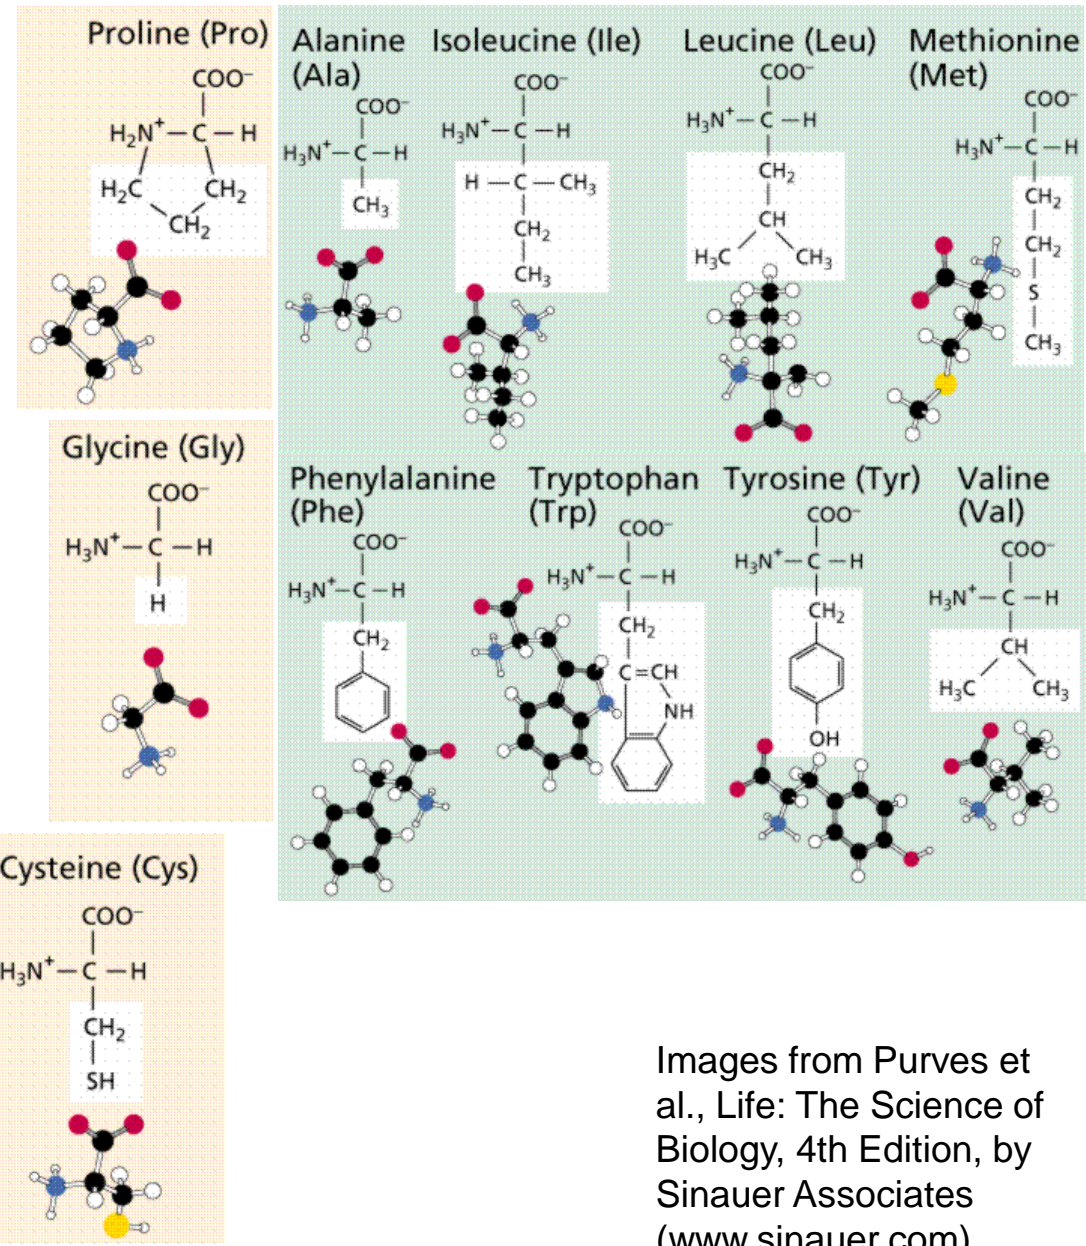 Proline (Pro)
COO⁻
H₂N⁺—C—H
H₂C CH₂
CH₂
Alanine
(Ala)
COO⁻
H₃N⁺—C—H
CH₃
Isoleucine (Ile)
COO⁻
H₃N⁺—C—H
H—C—CH₃
CH₂
CH₃
Leucine (Leu)
COO⁻
H₃N⁺—C—H
CH₂
CH
H₃C CH₃
Methionine
(Met)
COO⁻
H₃N⁺—C—H
CH₂
CH₂
S
CH₃
Glycine (Gly)
COO⁻
H₃N⁺—C—H
H
Phenylalanine
(Phe)
COO⁻
H₃N⁺—C—H
CH₂
Tryptophan
(Trp)
COO⁻
H₃N⁺—C—H
CH₂
C=CH
NH
Tyrosine (Tyr)
COO⁻
H₃N⁺—C—H
CH₂
OH
Valine
(Val)
COO⁻
H₃N⁺—C—H
CH
H₃C CH₃
Cysteine (Cys)
COO⁻
H₃N⁺—C—H
CH₂
SH
Images from Purves et
al., Life: The Science of
Biology, 4th Edition, by
Sinauer Associates
(www.sinauer.com)